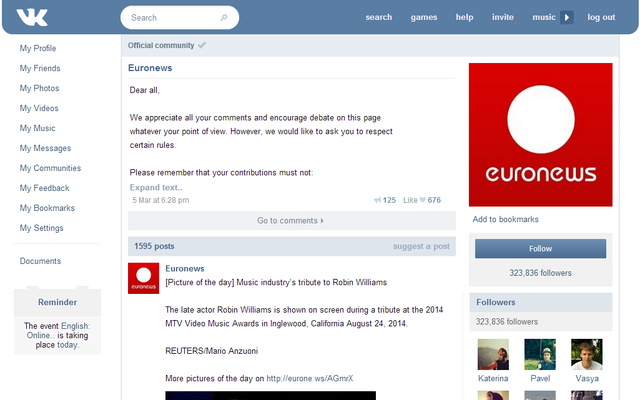 Search
search
games
help
invite
music
log out
My Profile
My Friends
My Photos
My Videos
My Music
My Messages
My Communities
My Feedback
My Bookmarks
My Settings
Documents
Reminder
The event English:
Online.. is taking
place today.
Official community
Euronews
Dear all,
We appreciate all your comments and encourage debate on this page
whatever your point of view. However, we would like to ask you to respect
certain rules.
Please remember that your contributions must not:
Expand text..
5 Mar at 6:28 pm
125
Like 676
Go to comments
1595 posts
suggest a post
euronews
Euronews
[Picture of the day] Music industry's tribute to Robin Williams
The late actor Robin Williams is shown on screen during a tribute at the 2014
MTV Video Music Awards in Inglewood, California August 24, 2014.
REUTERS/Mario Anzuoni
More pictures of the day on http://eurone.ws/AGmrX
euronews
Add to bookmarks
Follow
323,836 followers
Followers
323,836 followers
Katerina
Pavel
Vasya